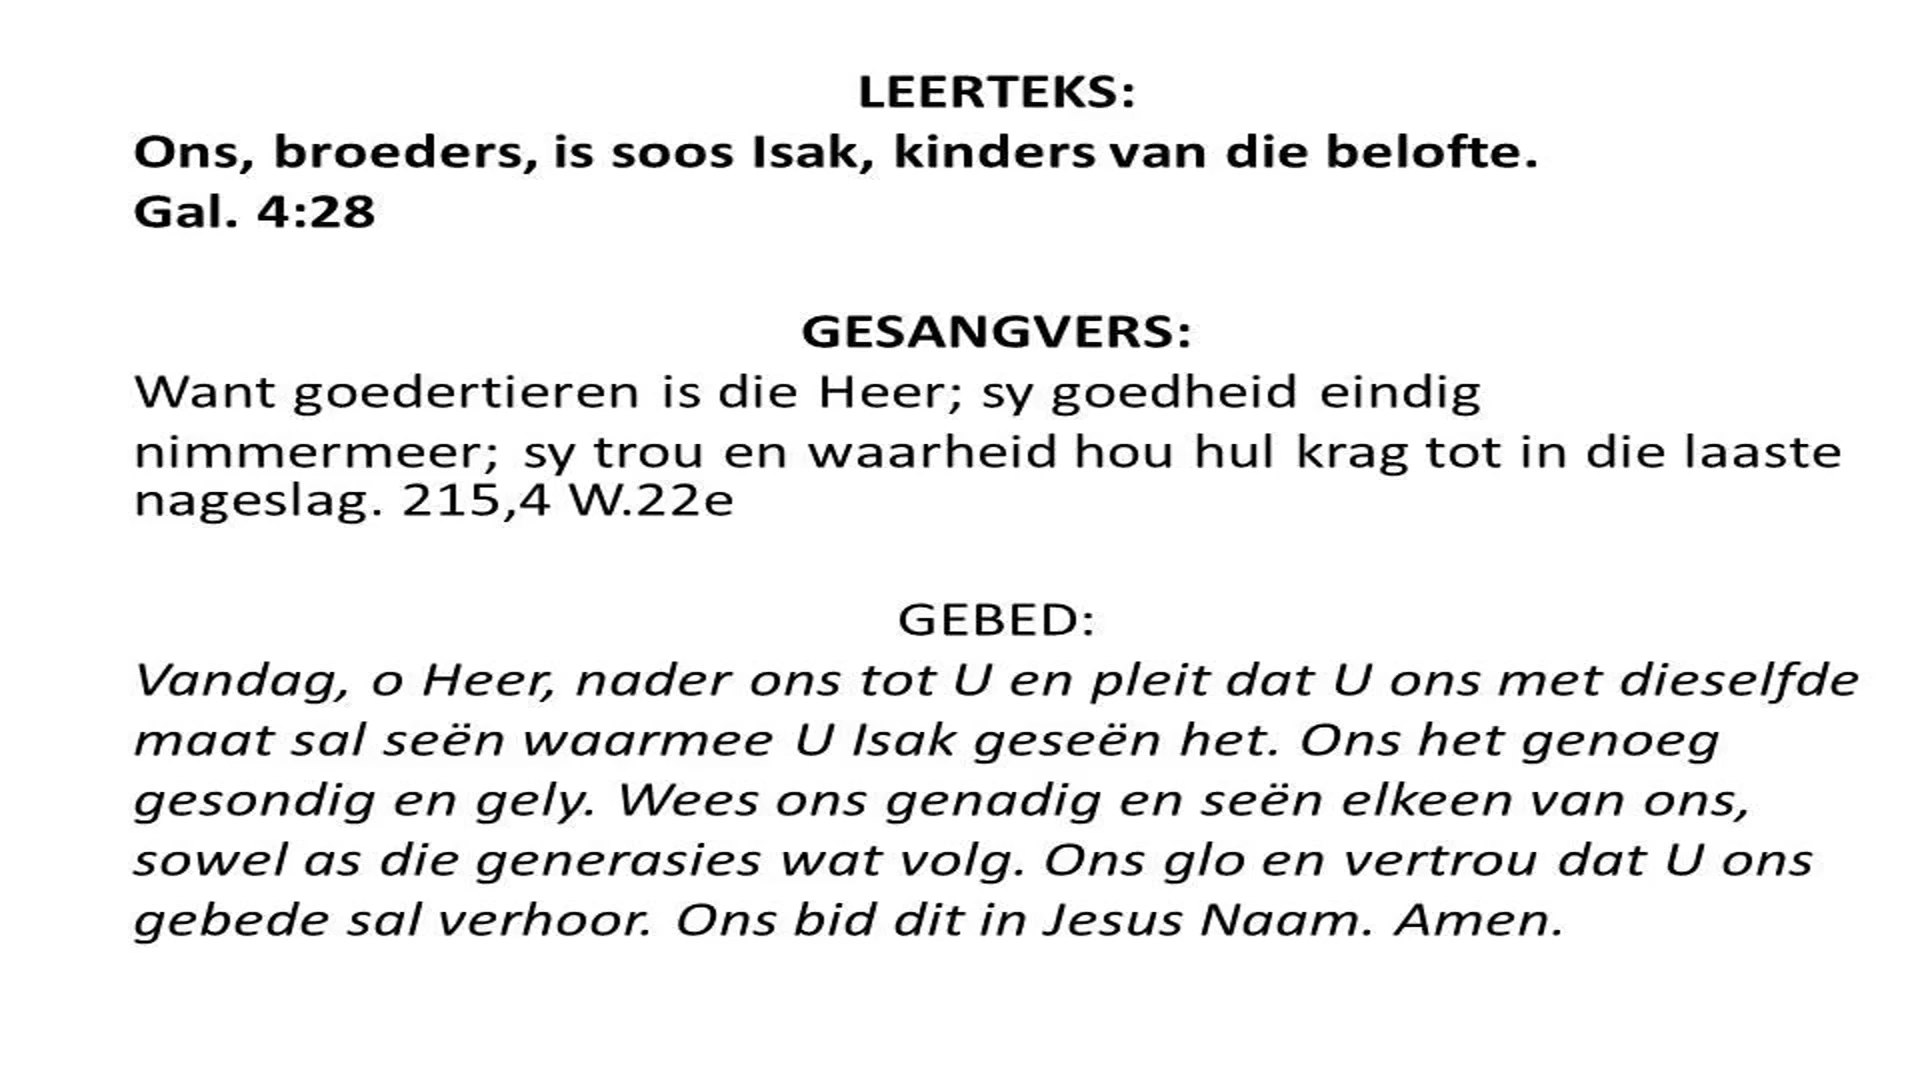 LEERTEKS:
Ons, broeders, is soos Isak, kinders van die belofte.
Gal. 4:28
GESANGVERS:
Want goedertieren is die Heer; sy goedheid eindig
nimmermeer; sy trou en waarheid hou hul krag tot in die laaste
nageslag. 215,4 W.22e
GEBED:
Vandag, o Heer, nader ons tot U en pleit dat U ons met dieselfde
maat sal seën waarmee U Isak geseën het. Ons het genoeg
gesondig en gely. Wees ons genadig en seën elkeen van ons,
sowel as die generasies wat volg. Ons glo en vertrou dat U ons
gebede sal verhoor. Ons bid dit in Jesus Naam. Amen.